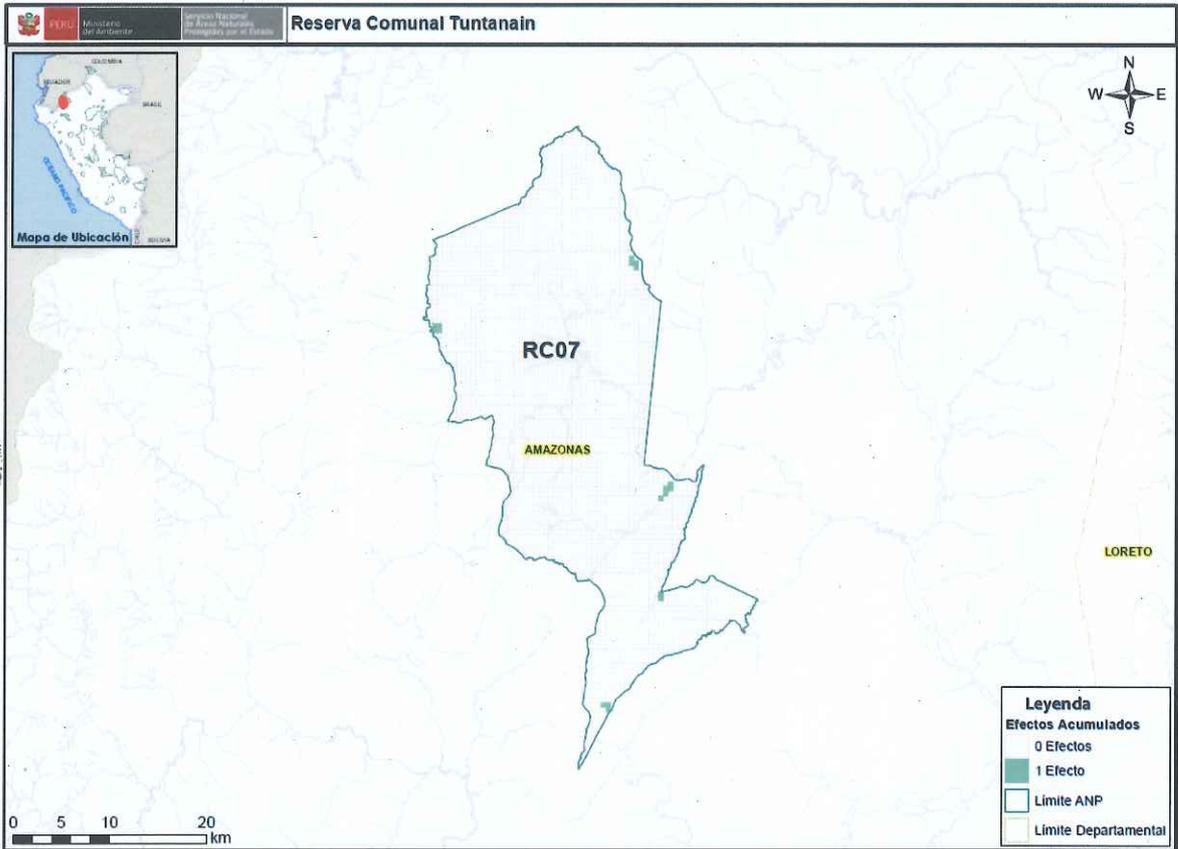 PERÚ
Ministerio
del Ambiente
Servicio Nacional
de Áreas Naturales
Protegidas por el Estado
Reserva Comunal Tuntanain
COLOMBIA
ECUADOR
BRASIL
OCEANO PACIFICO
CHILE
BOLIVIA
Mapa de Ubicación
N
W
E
S
RC07
AMAZONAS
LORETO
Leyenda
Efectos Acumulados
0 Efectos
1 Efecto
Límite ANP
Límite Departamental
0 5 10 20
km